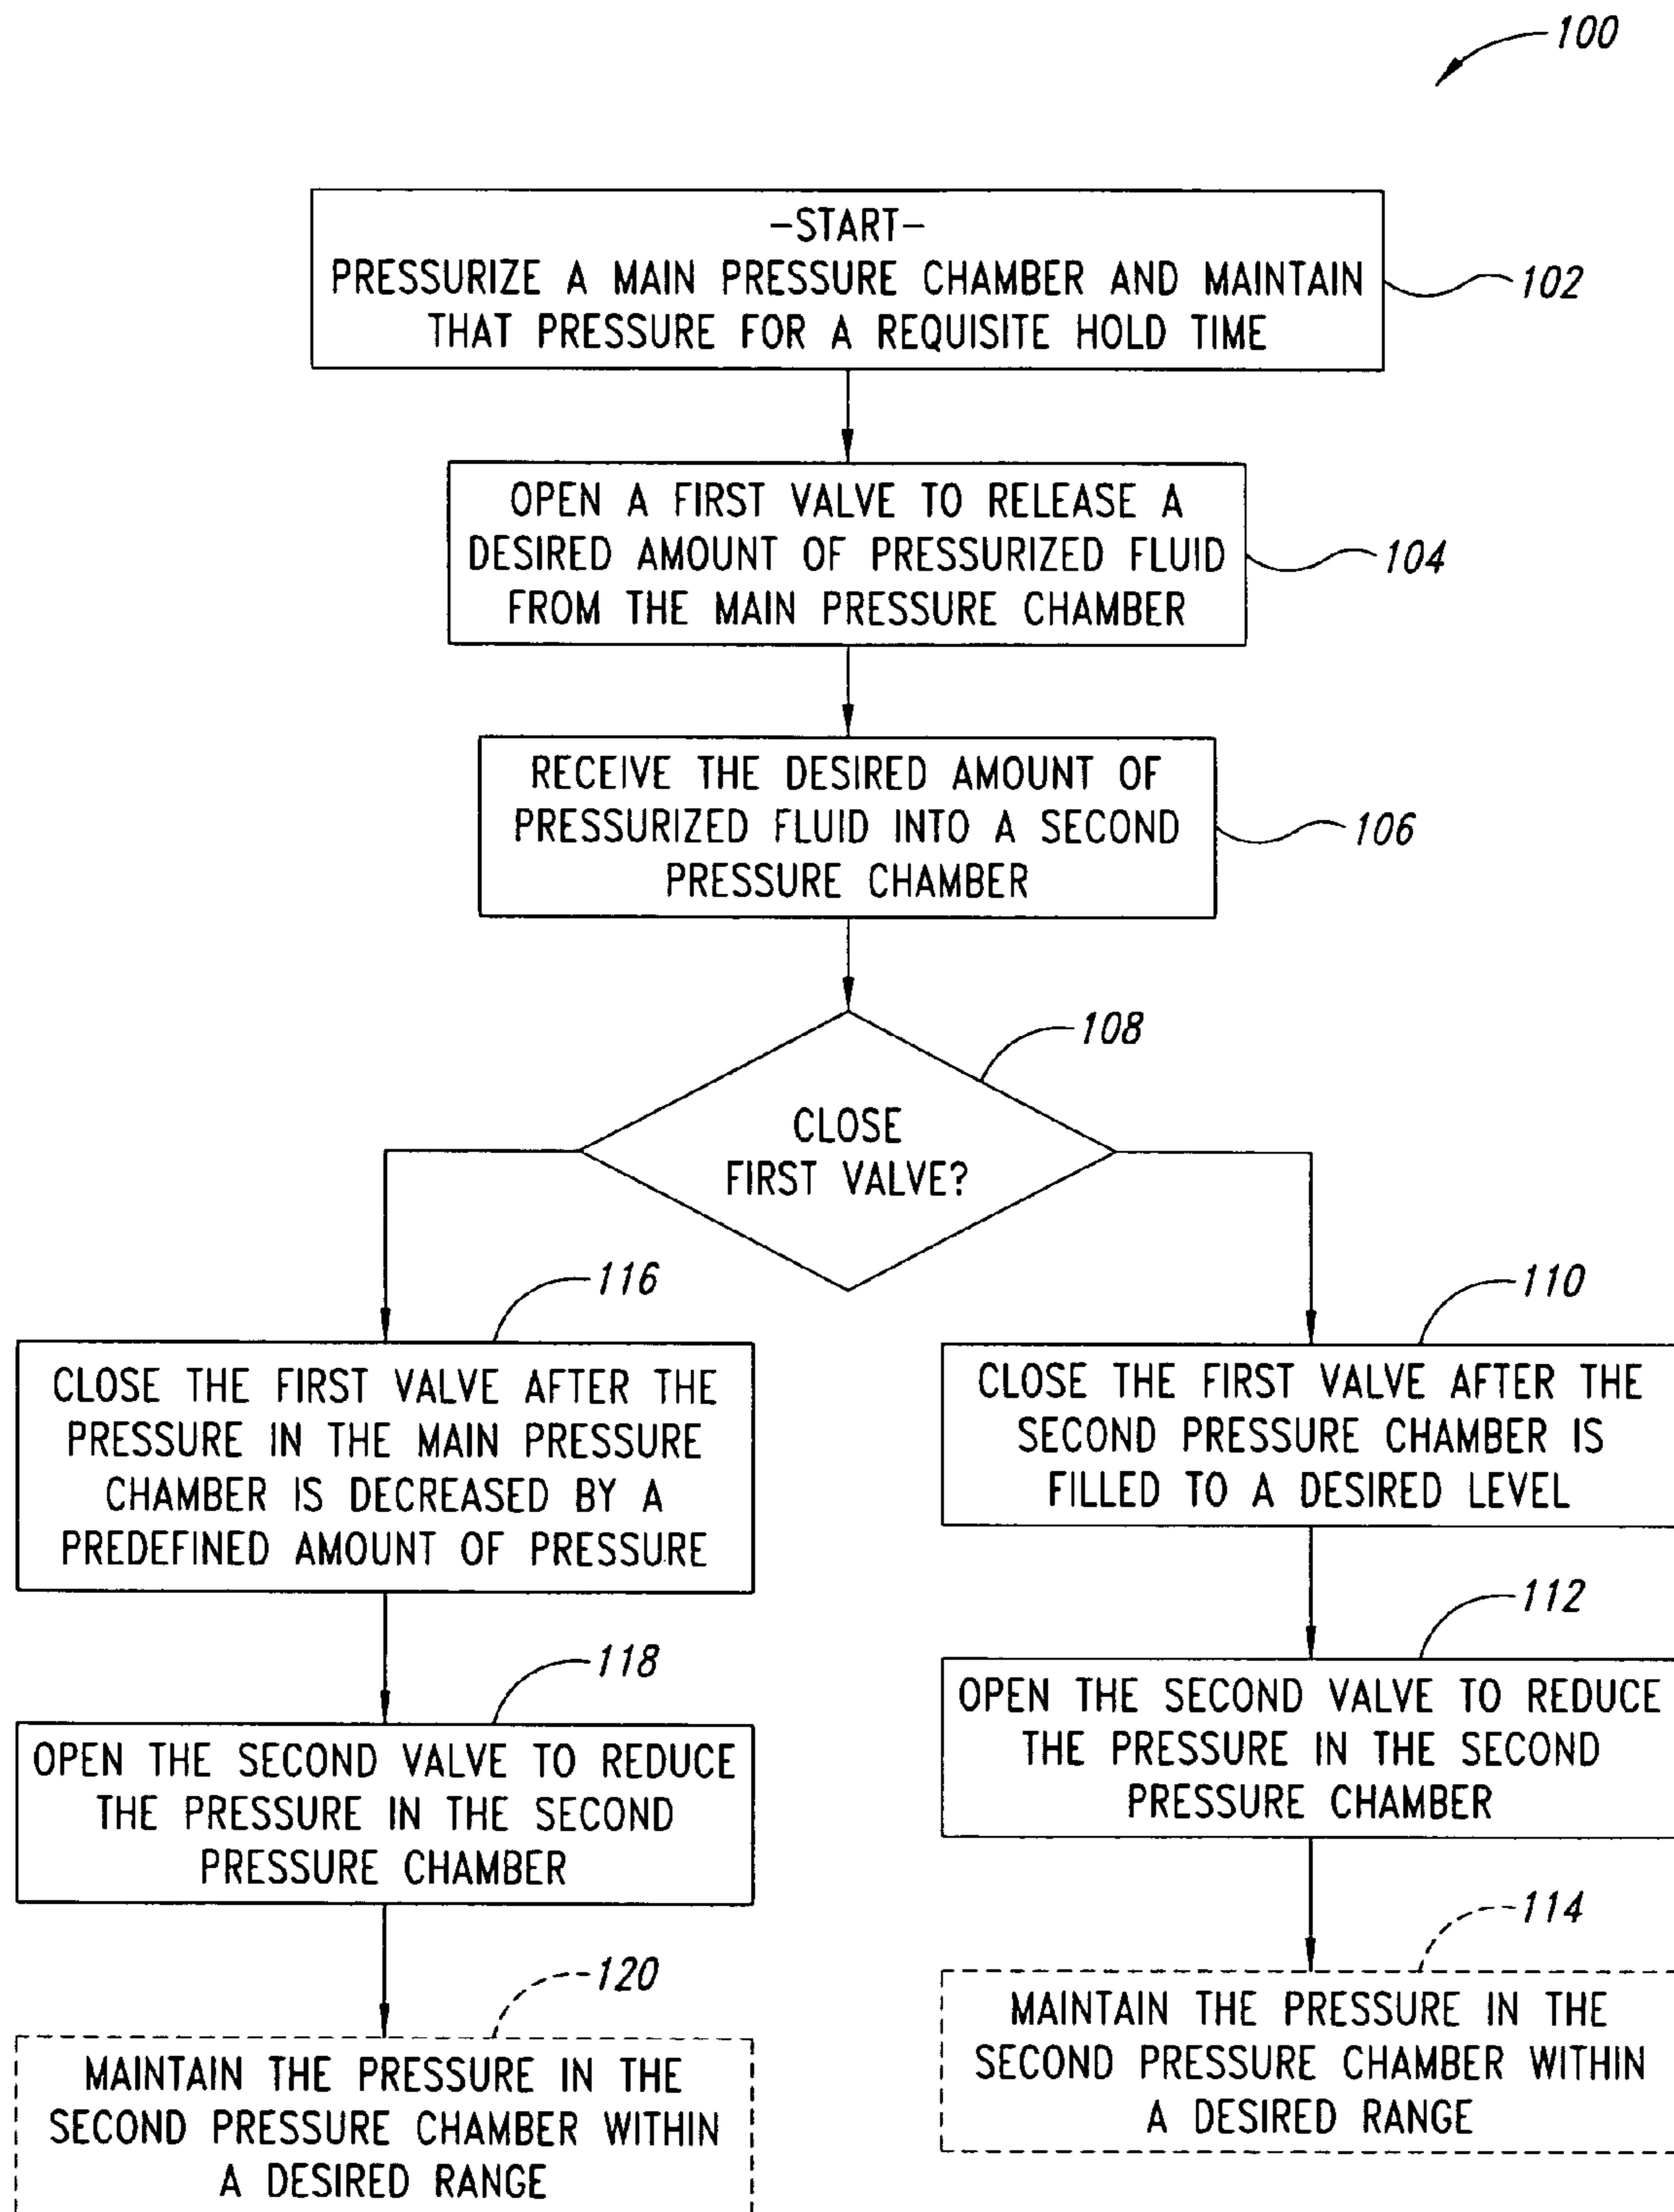 100
-START-
PRESSURIZE A MAIN PRESSURE CHAMBER AND MAINTAIN
THAT PRESSURE FOR A REQUISITE HOLD TIME
102
OPEN A FIRST VALVE TO RELEASE A
DESIRED AMOUNT OF PRESSURIZED FLUID
FROM THE MAIN PRESSURE CHAMBER
104
RECEIVE THE DESIRED AMOUNT OF
PRESSURIZED FLUID INTO A SECOND
PRESSURE CHAMBER
106
108
CLOSE
FIRST VALVE?
116
CLOSE THE FIRST VALVE AFTER THE
PRESSURE IN THE MAIN PRESSURE
CHAMBER IS DECREASED BY A
PREDEFINED AMOUNT OF PRESSURE
118
OPEN THE SECOND VALVE TO REDUCE
THE PRESSURE IN THE SECOND
PRESSURE CHAMBER
120
MAINTAIN THE PRESSURE IN THE
SECOND PRESSURE CHAMBER WITHIN
A DESIRED RANGE
110
CLOSE THE FIRST VALVE AFTER THE
SECOND PRESSURE CHAMBER IS
FILLED TO A DESIRED LEVEL
112
OPEN THE SECOND VALVE TO REDUCE
THE PRESSURE IN THE SECOND
PRESSURE CHAMBER
114
MAINTAIN THE PRESSURE IN THE
SECOND PRESSURE CHAMBER WITHIN
A DESIRED RANGE